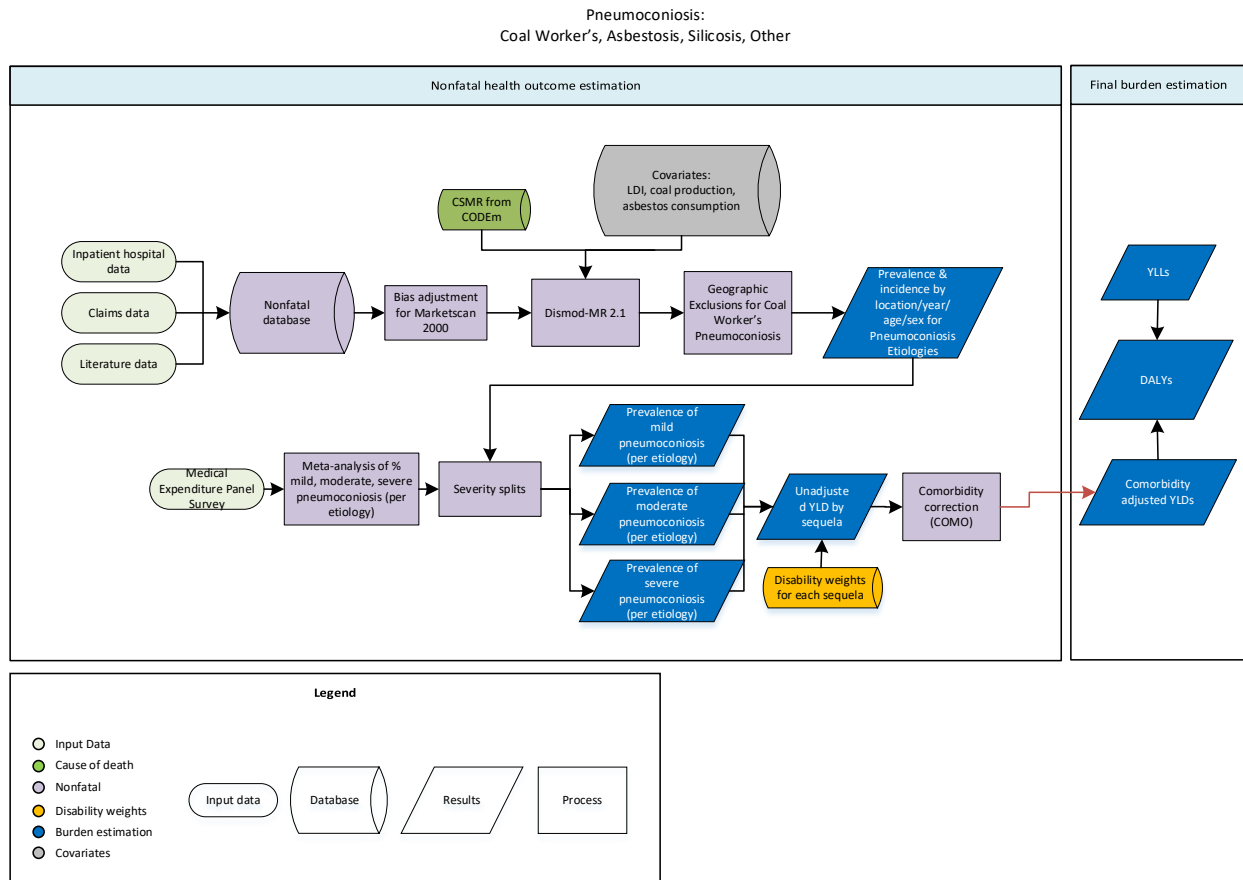 Pneumoconiosis:
Coal Worker's, Asbestosis, Silicosis, Other
Nonfatal health outcome estimation
Final burden estimation
Covariates:
LDI, coal production,
asbestos consumption
CSMR from
CODEm
Inpatient hospital
data
Claims data
Literature data
Nonfatal
database
Bias adjustment
for Marketscan
2000
Dismod-MR 2.1
Geographic
Exclusions for Coal
Worker's
Pneumoconiosis
Prevalence &
incidence by
location/year/
age/sex for
Pneumoconiosis
Etiologies
YLLs
DALYs
Comorbidity
adjusted YLDs
Medical
Expenditure Panel
Survey
Meta-analysis of %
mild, moderate, severe
pneumoconiosis (per
etiology)
Severity splits
Prevalence of
mild
pneumoconiosis
(per etiology)
Prevalence of
moderate
pneumoconiosis
(per etiology)
Prevalence of
severe
pneumoconiosis
(per etiology)
Unadjuste
d YLD by
sequela
Disability weights
for each sequela
Comorbidity
correction
(COMO)
Legend
Input Data
Cause of death
Nonfatal
Disability weights
Burden estimation
Covariates
Input data
Database
Results
Process